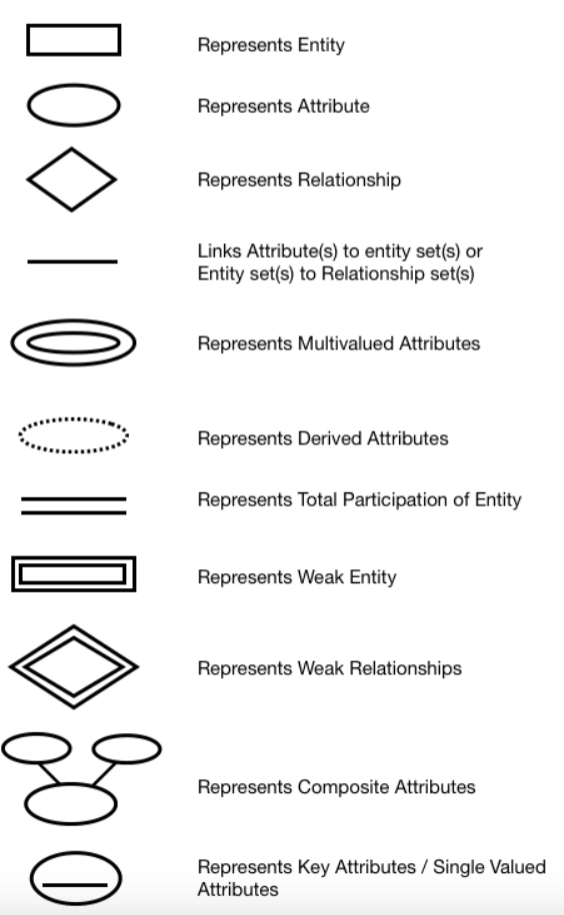 Represents Entity
Represents Attribute
Represents Relationship
Links Attribute(s) to entity set(s) or
Entity set(s) to Relationship set(s)
Represents Multivalued Attributes
Represents Derived Attributes
Represents Total Participation of Entity
Represents Weak Entity
Represents Weak Relationships
Represents Composite Attributes
Represents Key Attributes / Single Valued
Attributes